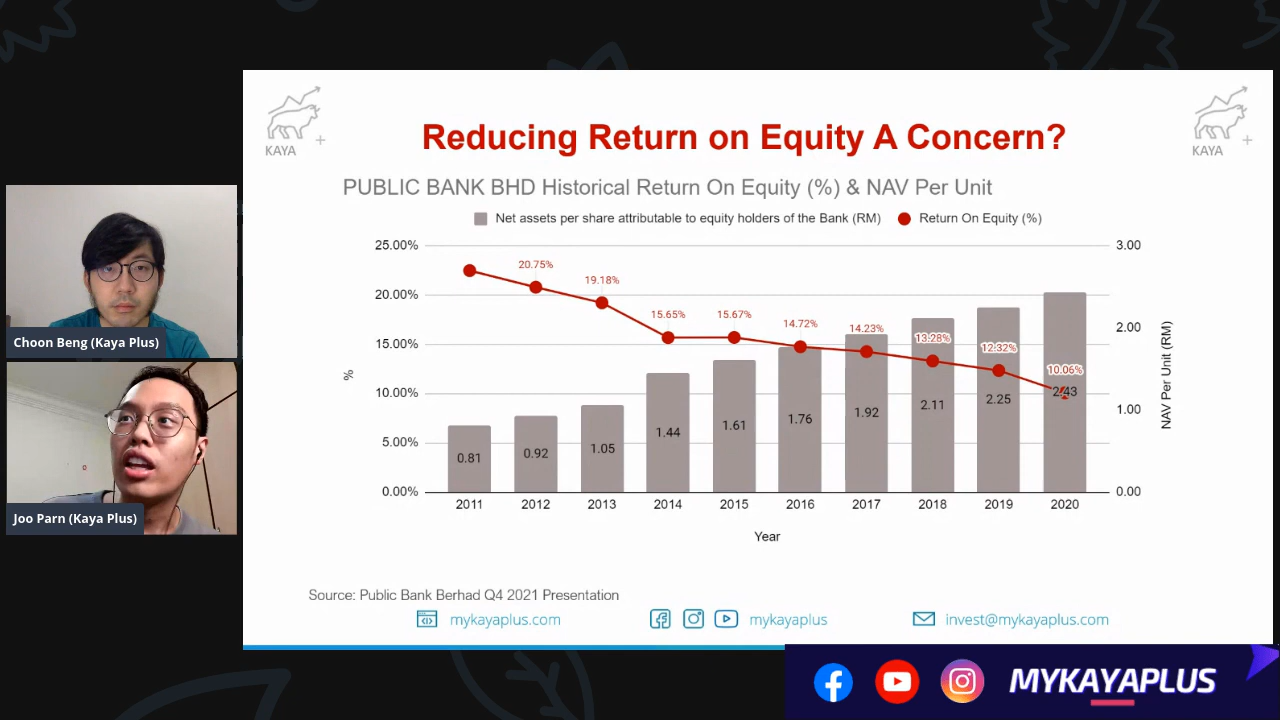 KAYA +
KAYA +
Reducing Return on Equity A Concern?
PUBLIC BANK BHD Historical Return On Equity (%) & NAV Per Unit
Net assets per share attributable to equity holders of the Bank (RM) Return On Equity (%)
25.00%
20.00%
15.00%
10.00%
5.00%
0.00%
%
20.75%
19.18%
15.65%
15.67%
14.72%
14.23%
13.28%
12.32%
10.06%
0.81
0.92
1.05
1.44
1.61
1.76
1.92
2.11
2.25
2.43
3.00
2.00
1.00
0.00
NAV Per Unit (RM)
2011 2012 2013 2014 2015 2016 2017 2018 2019 2020
Year
Choon Beng (Kaya Plus)
Joo Parn (Kaya Plus)
Source: Public Bank Berhad Q4 2021 Presentation
mykayaplus.com mykayaplus invest@mykayaplus.com
MYKAYAPLUS